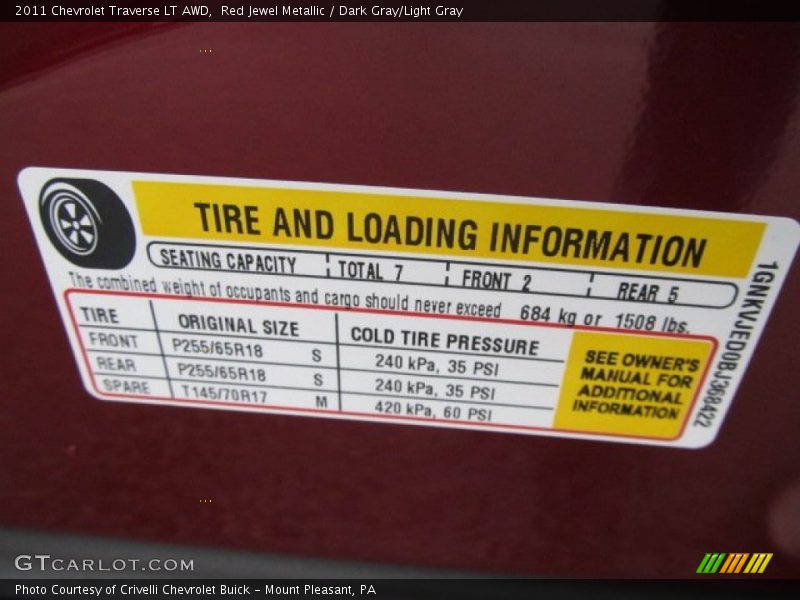 2011 Chevrolet Traverse LT AWD,  Red Jewel Metallic / Dark Gray/Light Gray
TIRE AND LOADING INFORMATION
SEATING CAPACITY TOTAL 7 FRONT 2 REAR 5
The combined weight of occupants and cargo should never exceed 684 kg or 1508 lbs.
TIRE ORIGINAL SIZE COLD TIRE PRESSURE
FRONT P255/65R18 S 240 kPa, 35 PSI
REAR P255/65R18 S 240 kPa, 35 PSI
SPARE T145/70R17 M 420 kPa, 60 PSI
SEE OWNER'S
MANUAL FOR
ADDITIONAL
INFORMATION
1GNKVJED0BJ368422
GTCARLOT.COM
Photo Courtesy of Crivelli Chevrolet Buick - Mount Pleasant, PA